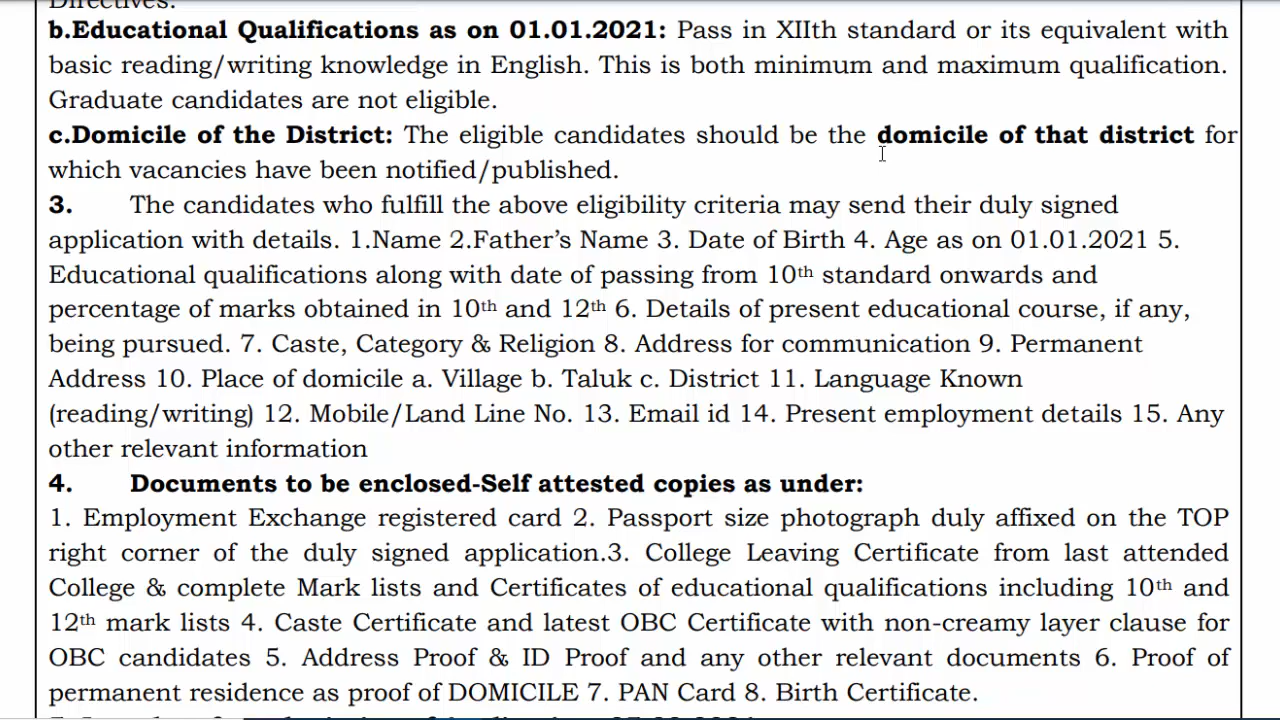 Directives.
b.Educational Qualifications as on 01.01.2021: Pass in XIIth standard or its equivalent with
basic reading/writing knowledge in English. This is both minimum and maximum qualification.
Graduate candidates are not eligible.
c.Domicile of the District: The eligible candidates should be the domicile of that district for
which vacancies have been notified/published.
3. The candidates who fulfill the above eligibility criteria may send their duly signed
application with details. 1.Name 2.Father’s Name 3. Date of Birth 4. Age as on 01.01.2021 5.
Educational qualifications along with date of passing from 10th standard onwards and
percentage of marks obtained in 10th and 12th 6. Details of present educational course, if any,
being pursued. 7. Caste, Category & Religion 8. Address for communication 9. Permanent
Address 10. Place of domicile a. Village b. Taluk c. District 11. Language Known
(reading/writing) 12. Mobile/Land Line No. 13. Email id 14. Present employment details 15. Any
other relevant information
4. Documents to be enclosed-Self attested copies as under:
1. Employment Exchange registered card 2. Passport size photograph duly affixed on the TOP
right corner of the duly signed application.3. College Leaving Certificate from last attended
College & complete Mark lists and Certificates of educational qualifications including 10th and
12th mark lists 4. Caste Certificate and latest OBC Certificate with non-creamy layer clause for
OBC candidates 5. Address Proof & ID Proof and any other relevant documents 6. Proof of
permanent residence as proof of DOMICILE 7. PAN Card 8. Birth Certificate.